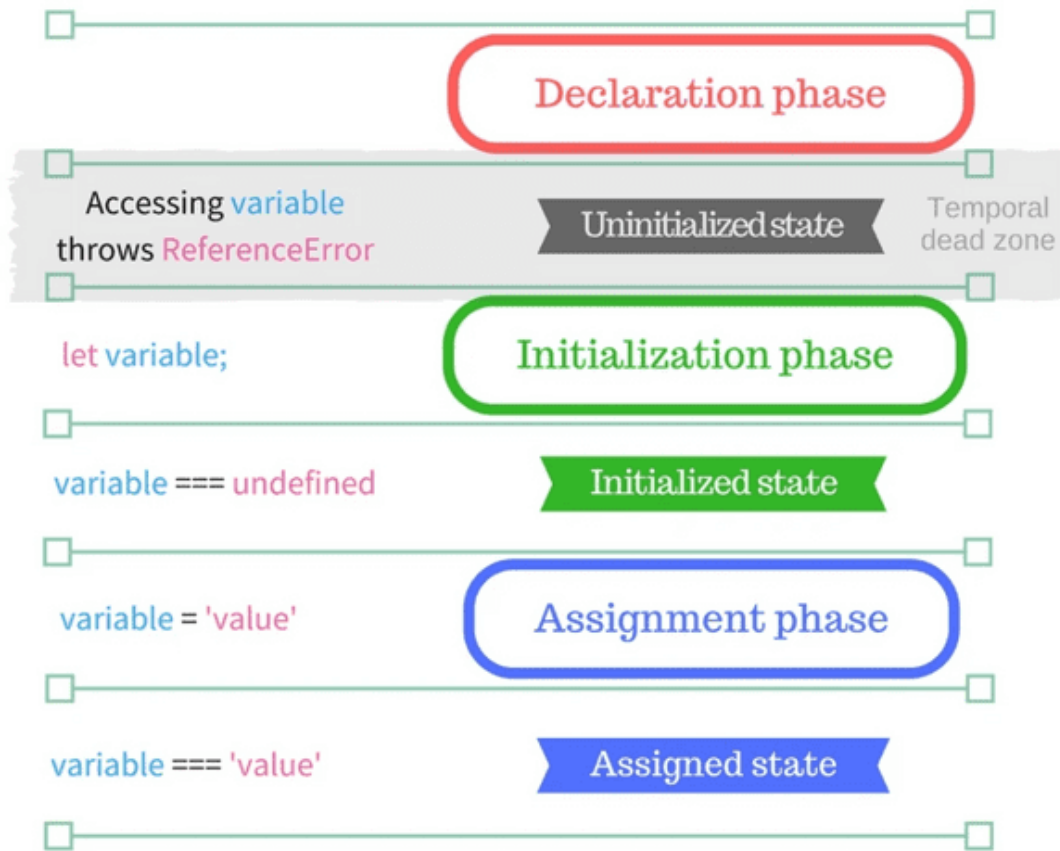 Declaration phase
Accessing variable
throws ReferenceError
Uninitialized state
Temporal
dead zone
let variable;
Initialization phase
variable === undefined
Initialized state
variable = 'value'
Assignment phase
variable === 'value'
Assigned state